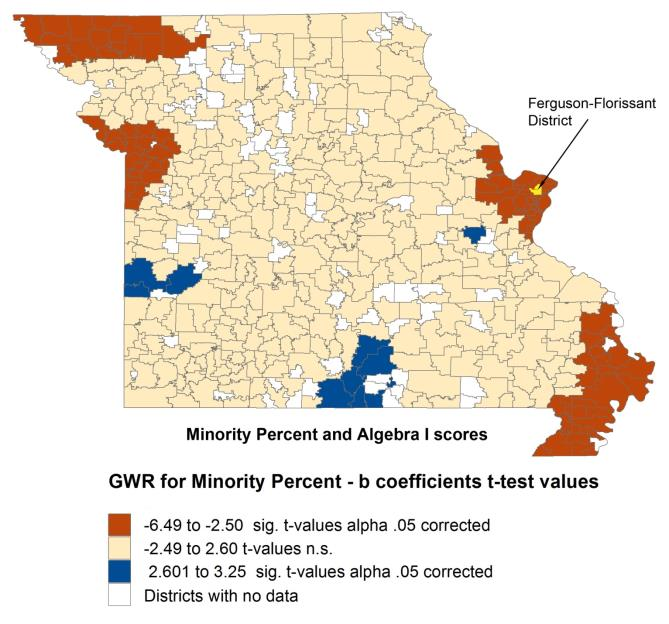 Ferguson-Florissant
District
Minority Percent and Algebra I scores
GWR for Minority Percent - b coefficients t-test values
-6.49 to -2.50 sig. t-values alpha .05 corrected
-2.49 to 2.60 t-values n.s.
2.601 to 3.25 sig. t-values alpha .05 corrected
Districts with no data